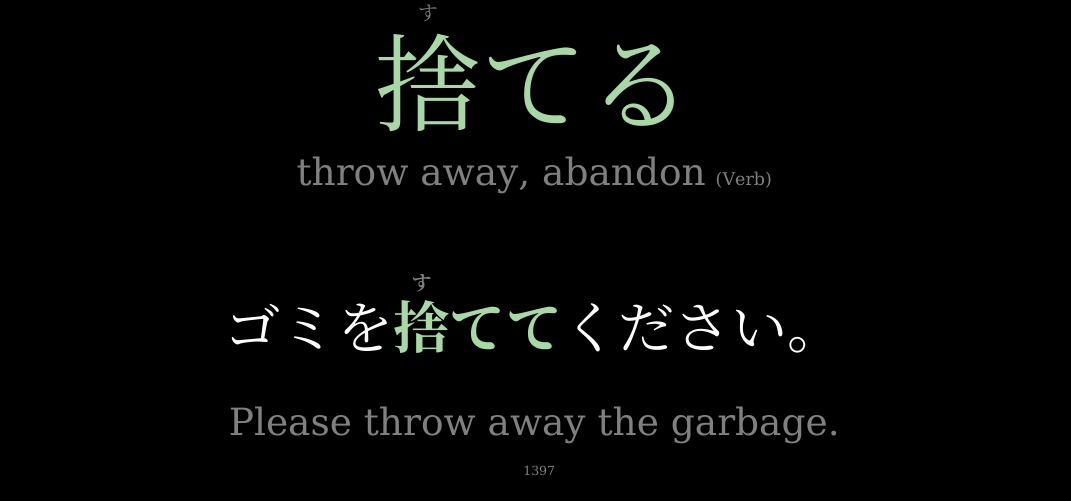 す
捨てる
throw away, abandon (Verb)
す
ゴミを捨ててください。
Please throw away the garbage.
1397